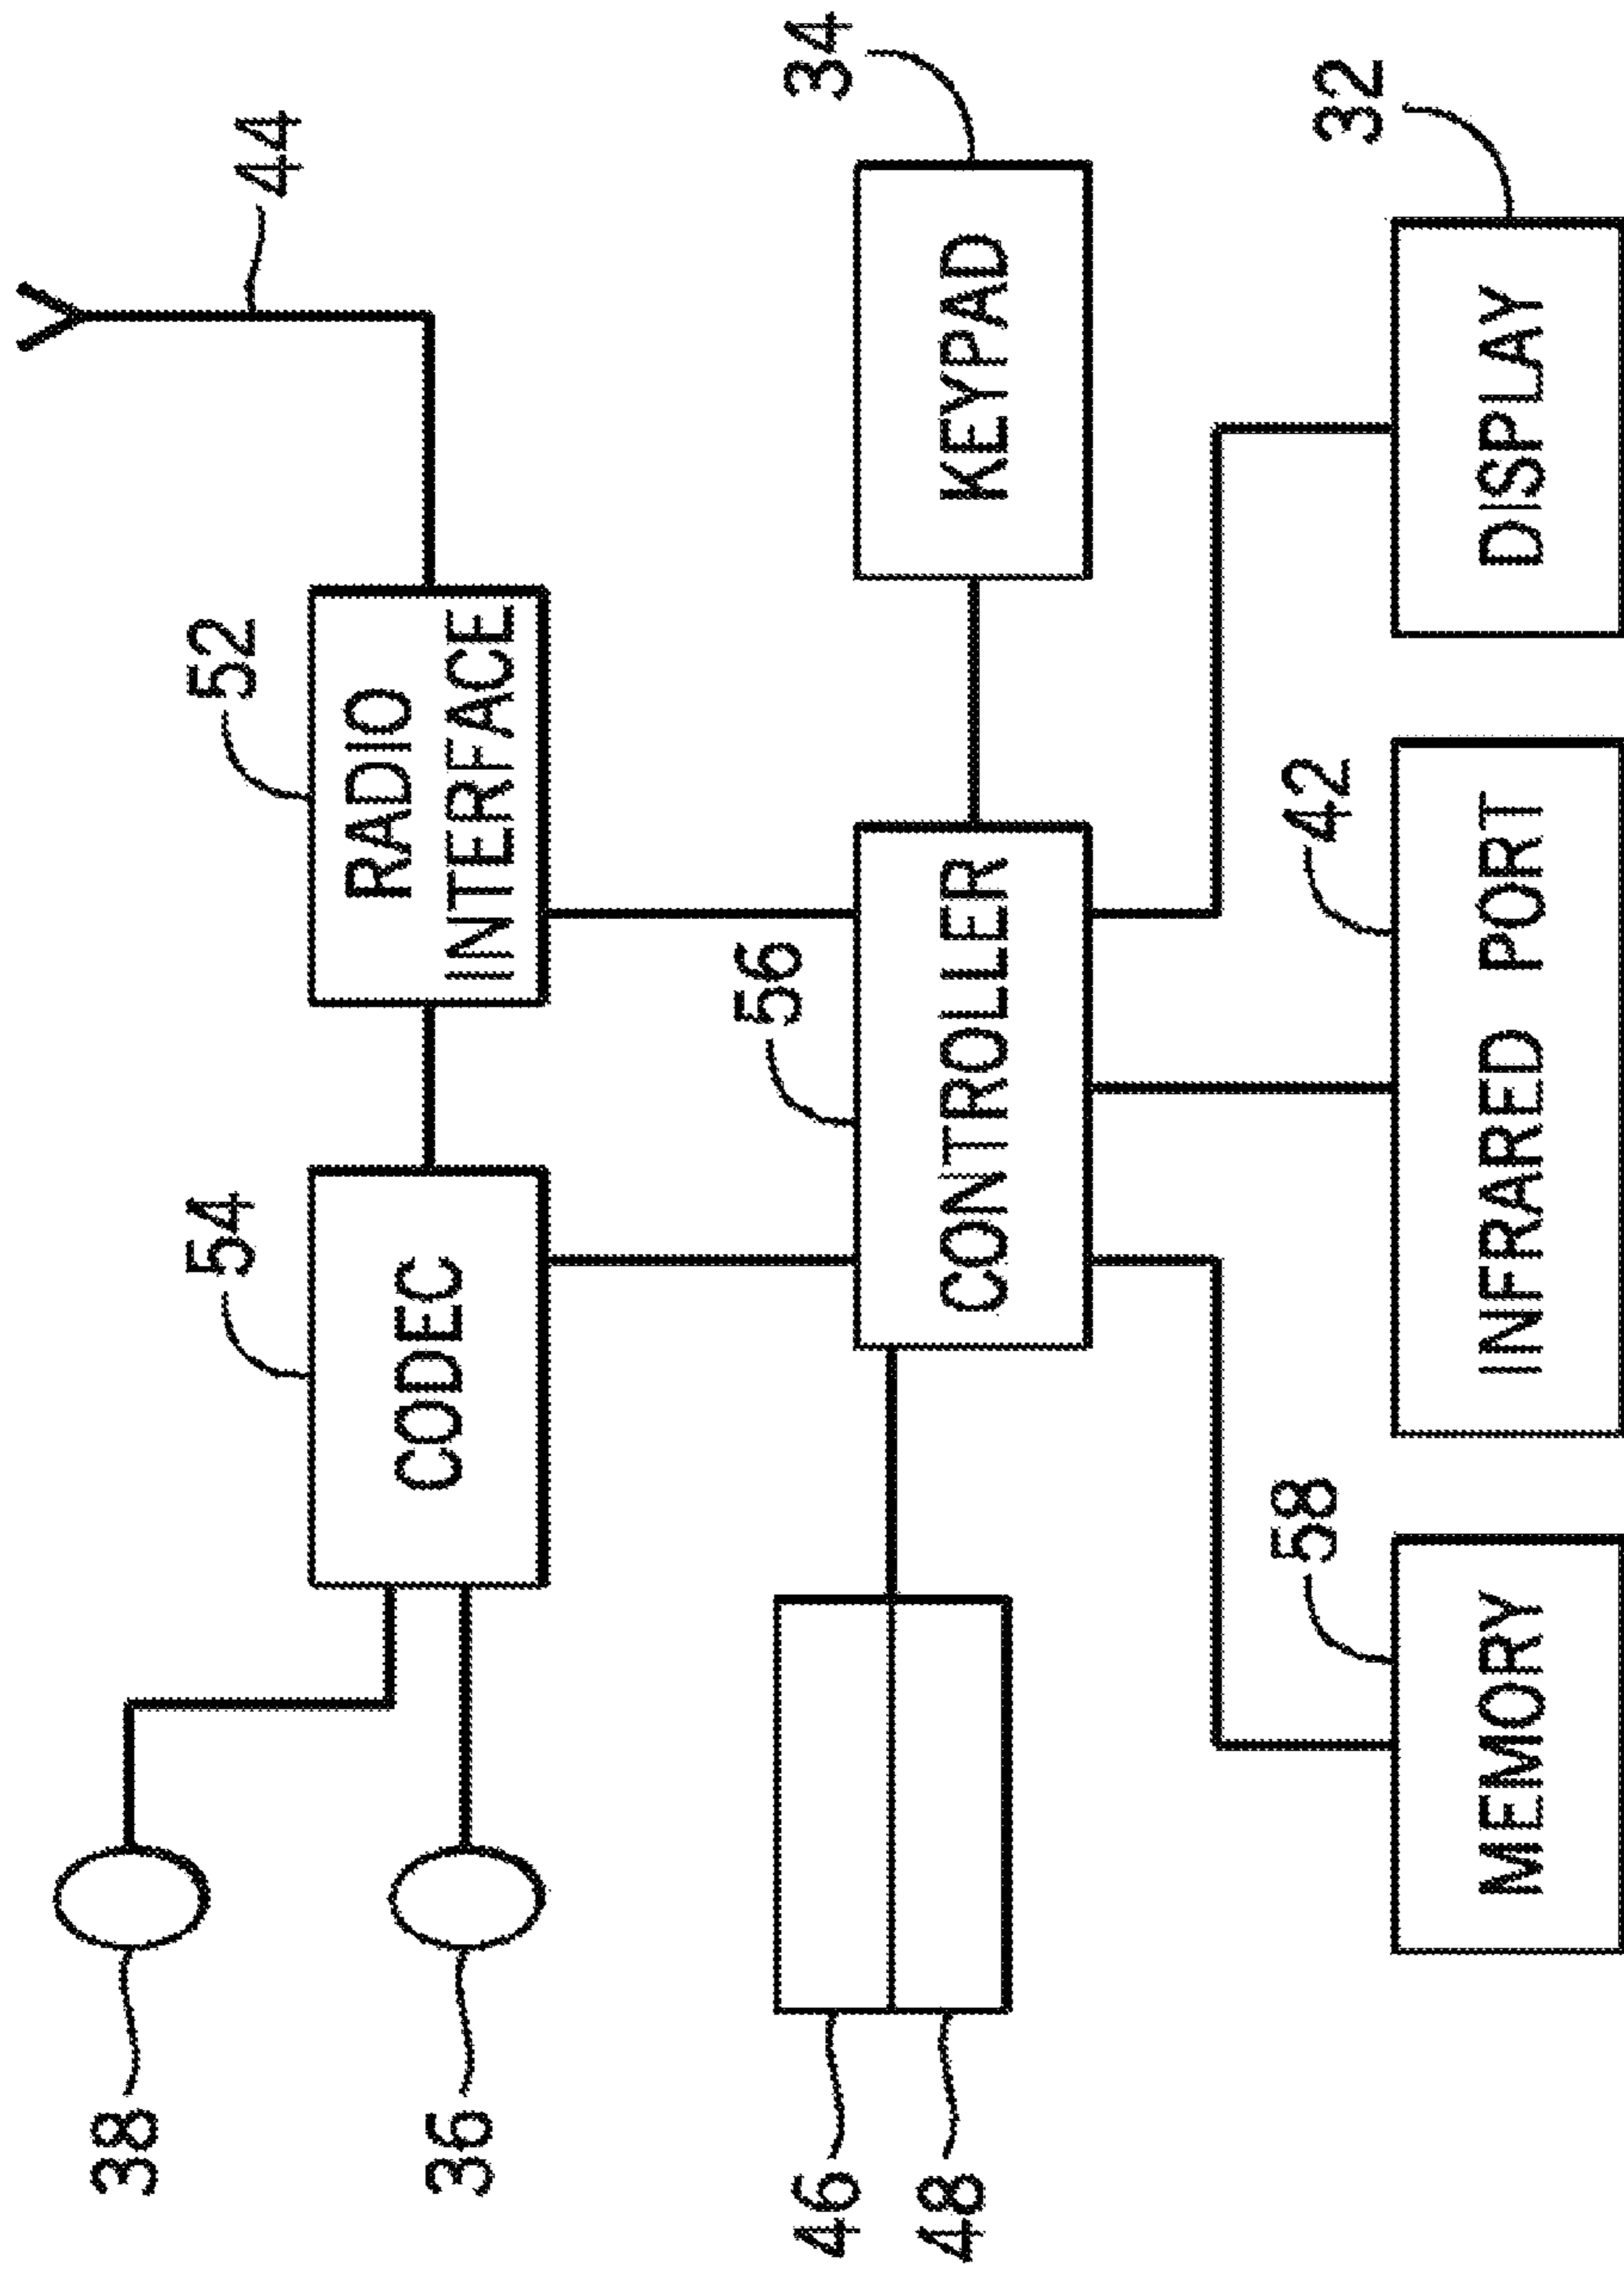 44
52
54
38
RADIO
INTERFACE
CODEC
36
34
56
KEYPAD
CONTROLLER
46
48
32
42
58
DISPLAY
INFRARED PORT
MEMORY